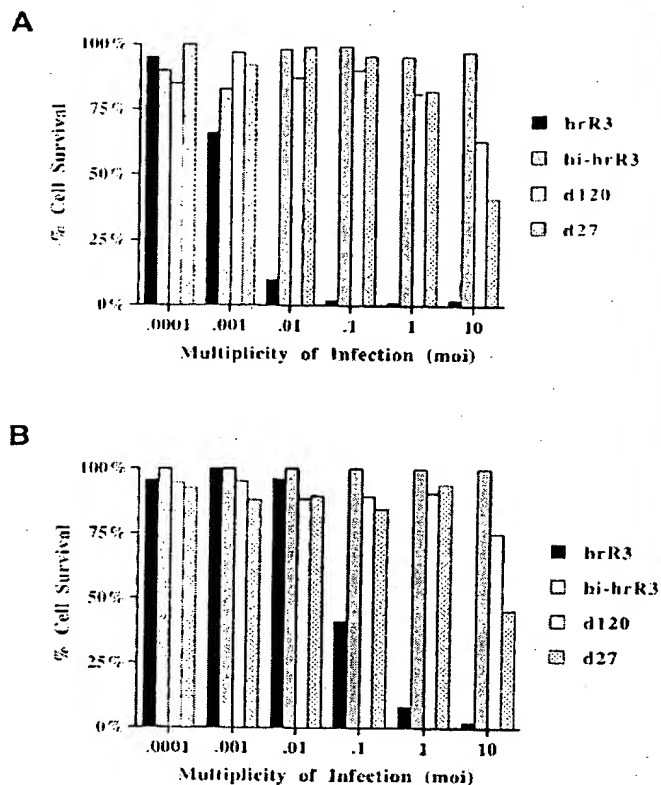 A
% Cell Survival
100%
75%
50%
25%
0%
.0001 .001 .01 .1 1 10
Multiplicity of Infection (moi)
hrR3
hi-hrR3
d120
d27
B
% Cell Survival
100%
75%
50%
25%
0%
.0001 .001 .01 .1 1 10
Multiplicity of Infection (moi)
hrR3
hi-hrR3
d120
d27